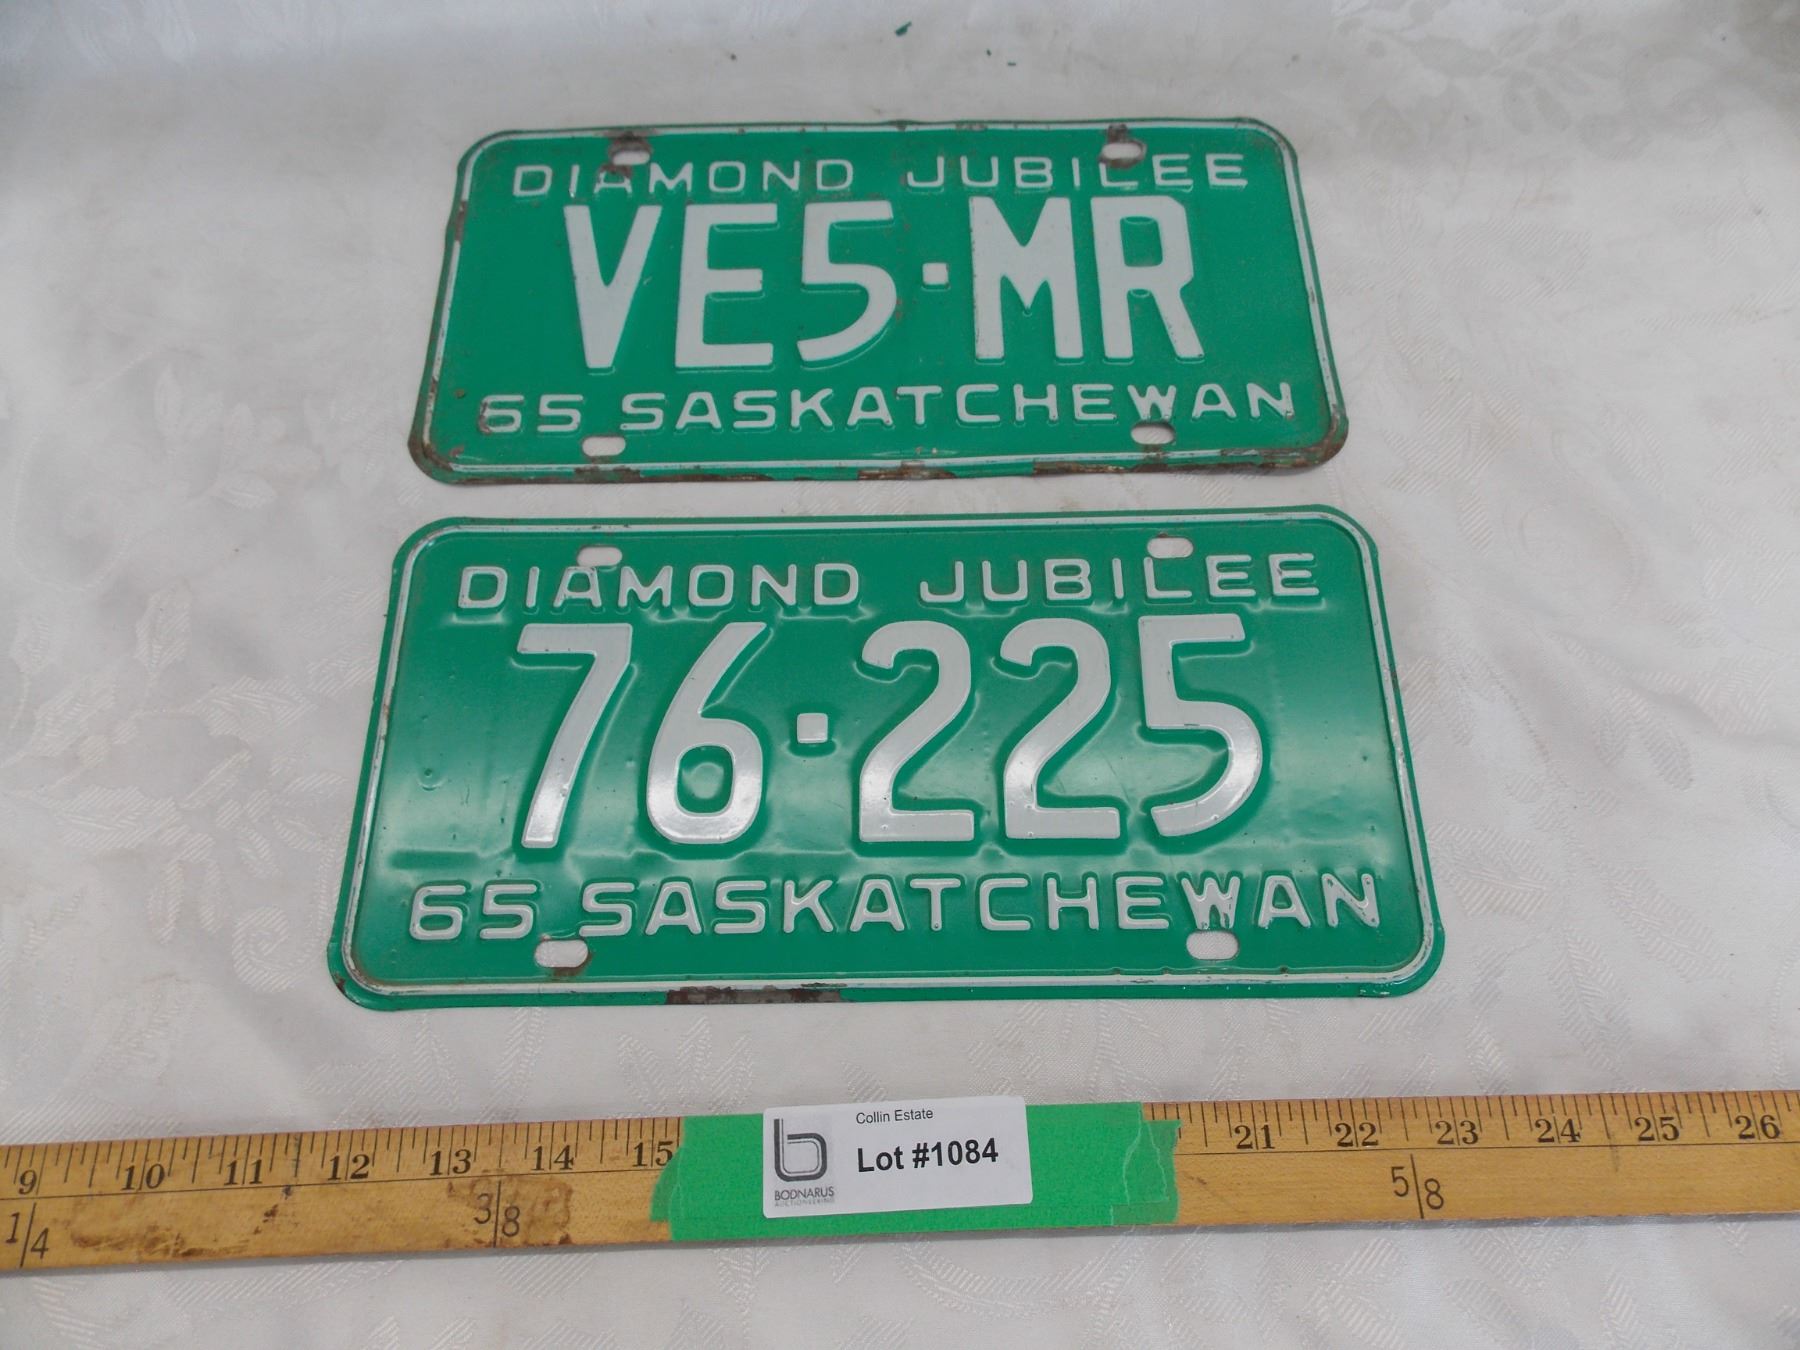 DIAMOND JUBILEE
VE5·MR
65 SASKATCHEWAN
DIAMOND JUBILEE
76·225
65 SASKATCHEWAN
Collin Estate
Lot #1084
BODNARUS
AUCTIONEERING
9 10 11 12 13 14 15 21 22 23 24 25 26
1/4 3/8 5/8